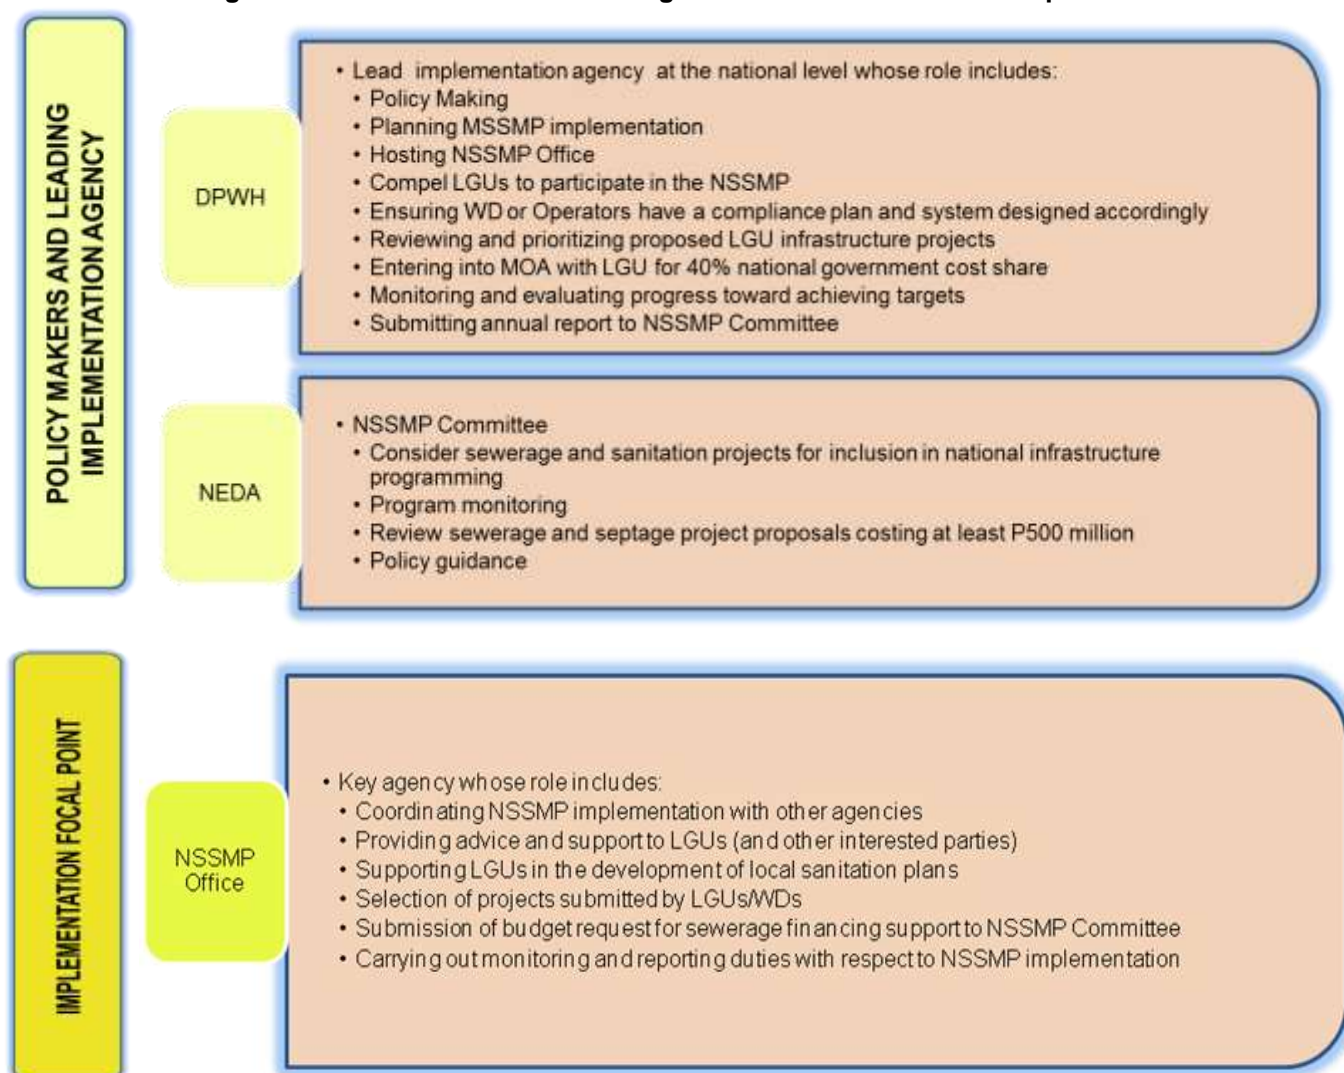 POLICY MAKERS AND LEADING
IMPLEMENTATION AGENCY
DPWH
• Lead implementation agency at the national level whose role includes:
• Policy Making
• Planning MSSMP implementation
• Hosting NSSMP Office
• Compel LGUs to participate in the NSSMP
• Ensuring WD or Operators have a compliance plan and system designed accordingly
• Reviewing and prioritizing proposed LGU infrastructure projects
• Entering into MOA with LGU for 40% national government cost share
• Monitoring and evaluating progress toward achieving targets
• Submitting annual report to NSSMP Committee
NEDA
• NSSMP Committee
• Consider sewerage and sanitation projects for inclusion in national infrastructure
programming
• Program monitoring
• Review sewerage and septage project proposals costing at least P500 million
• Policy guidance
IMPLEMENTATION FOCAL POINT
NSSMP
Office
• Key agency whose role includes:
• Coordinating NSSMP implementation with other agencies
• Providing advice and support to LGUs (and other interested parties)
• Supporting LGUs in the development of local sanitation plans
• Selection of projects submitted by LGUs/WDs
• Submission of budget request for sewerage financing support to NSSMP Committee
• Carrying out monitoring and reporting duties with respect to NSSMP implementation